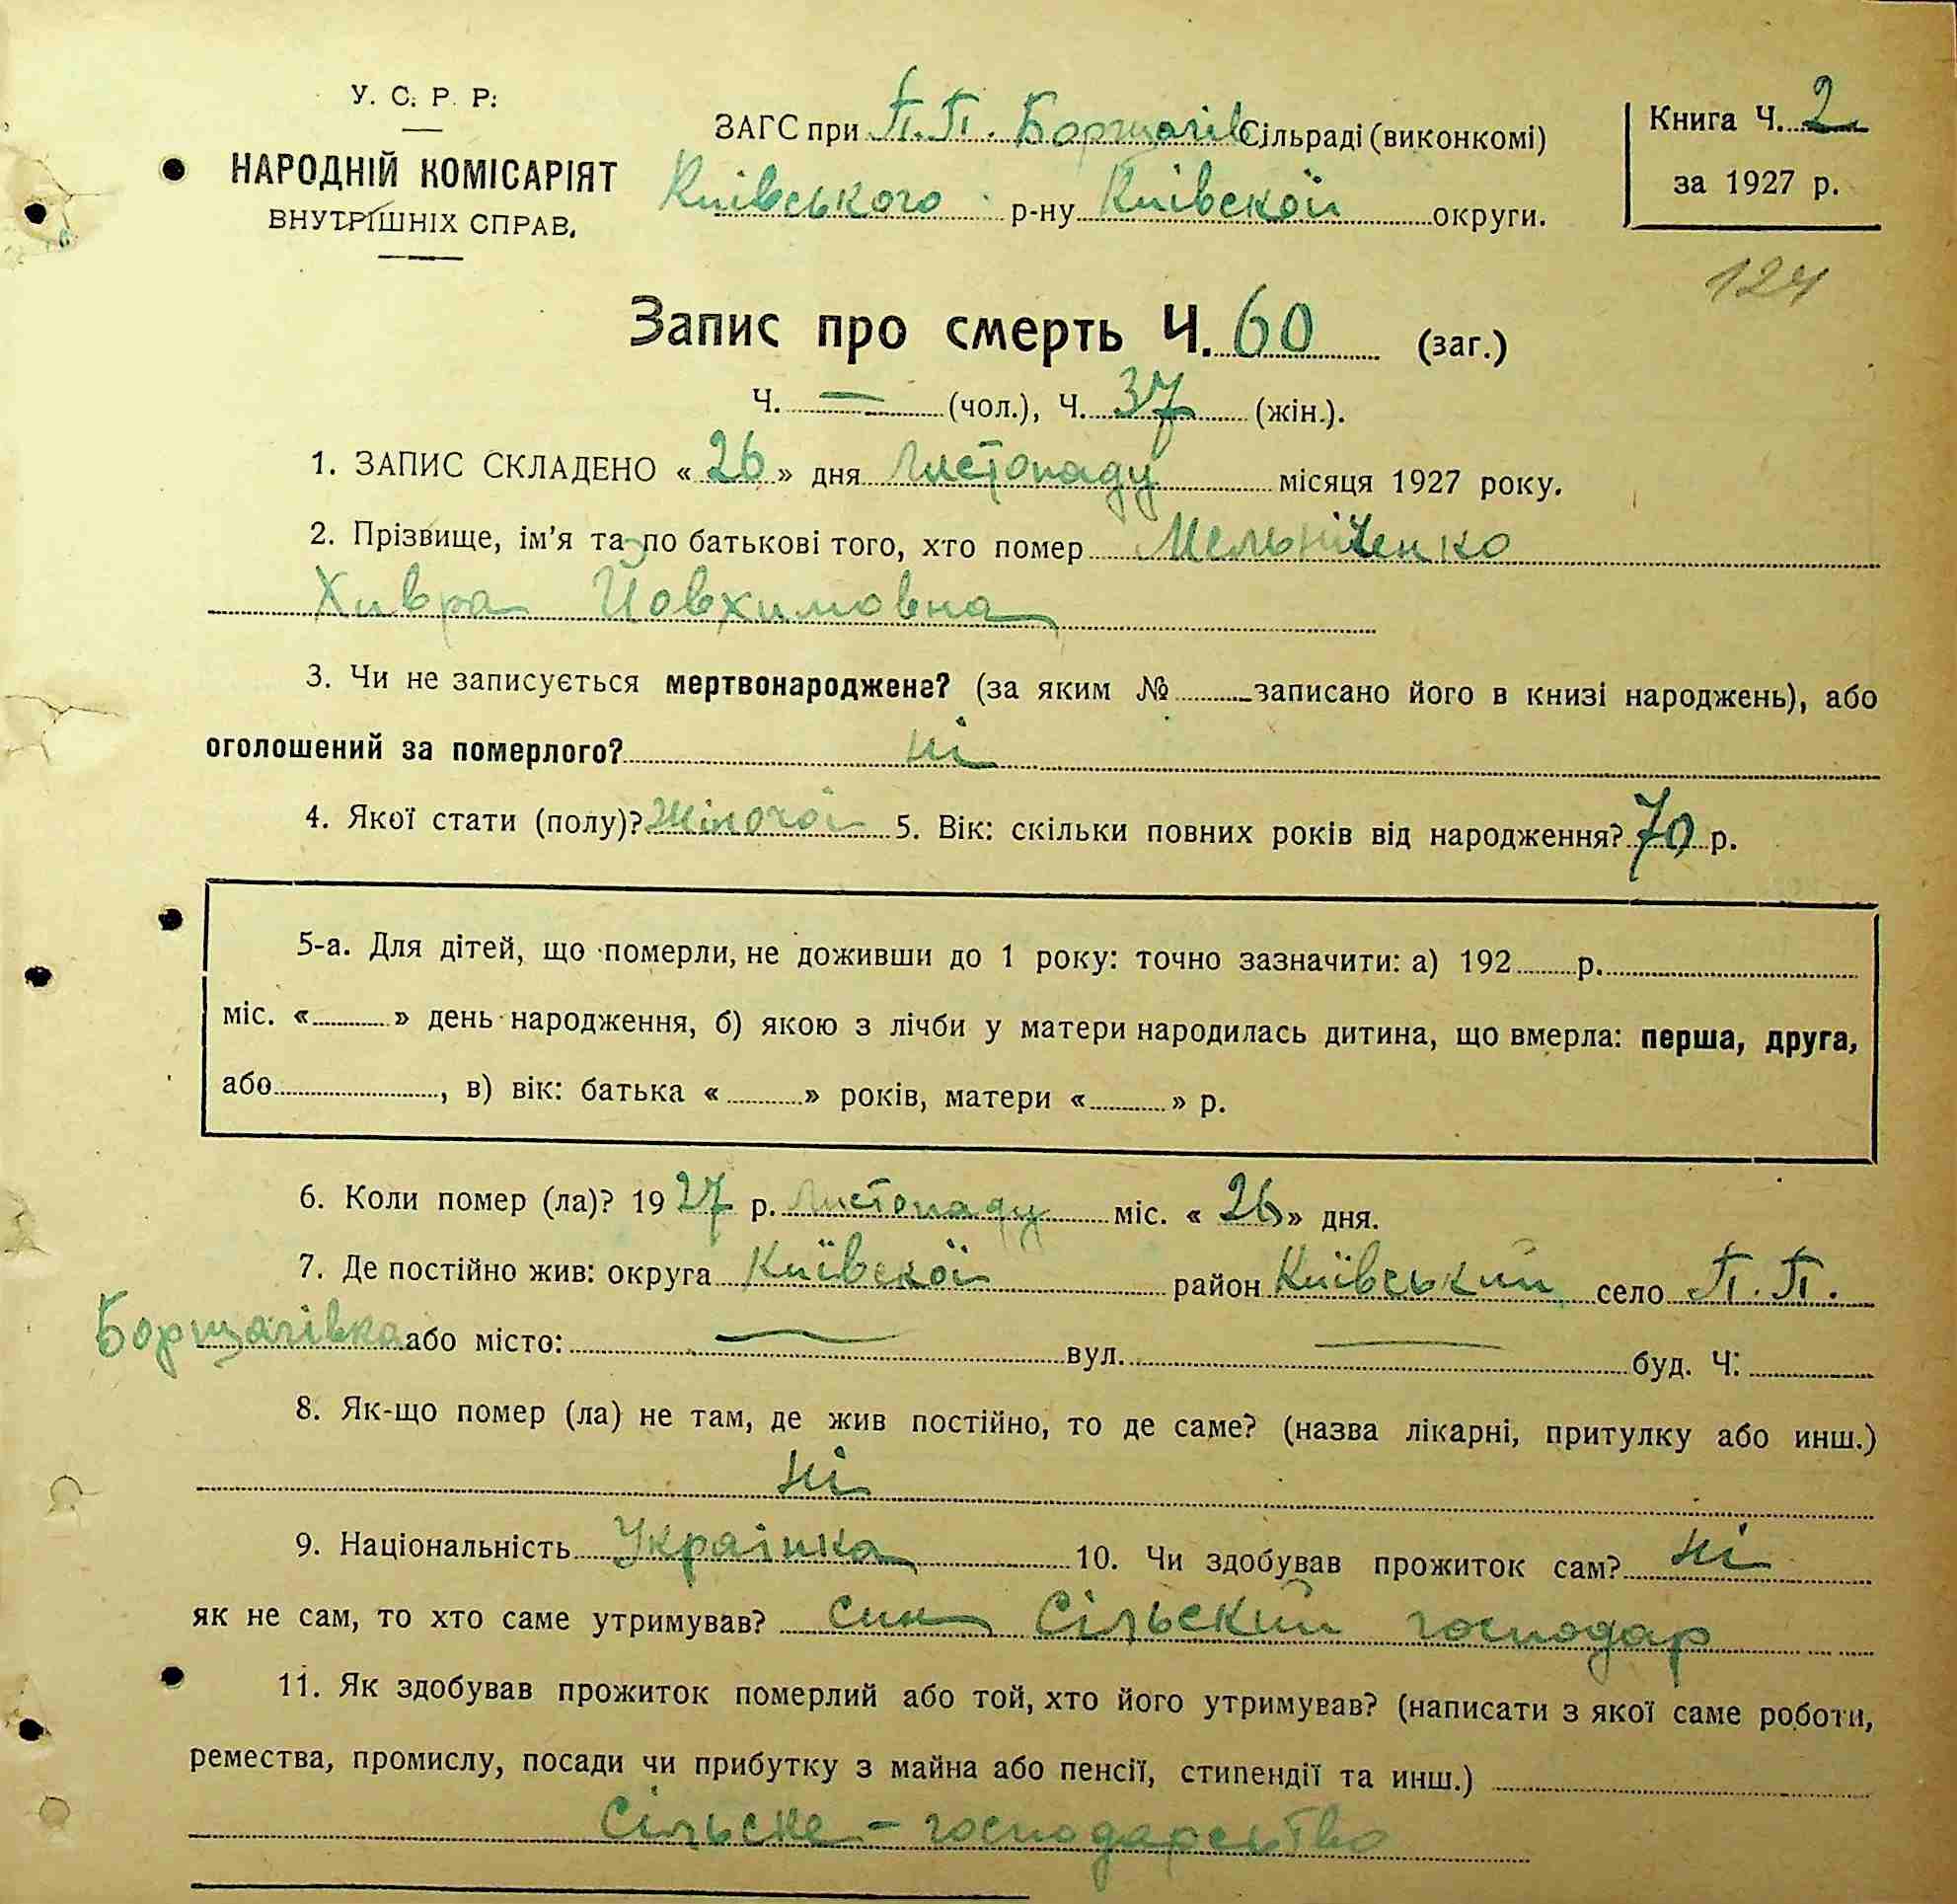 У. С. Р. Р.
НАРОДНІЙ КОМІСАРІЯТ
ВНУТРІШНІХ СПРАВ.
ЗАГС при П.П. Борщагів Сільраді (виконкомі)
Київського р-ну Київскої округи.
Книга Ч. 2
за 1927 р.
124
Запис про смерть Ч. 60 (заг.)
Ч. — (чол.), Ч. 37 (жін.).
1. ЗАПИС СКЛАДЕНО « 26 » дня Листопаду місяця 1927 року.
2. Прізвище, ім'я та по батькові того, хто помер Мельніченко
Хивра Йовхимовна
3. Чи не записується мертвонароджене? (за яким № записано його в книзі народжень), або
оголошений за померлого? ні
4. Якої стати (полу)? Жіночої 5. Вік: скільки повних років від народження? 70 р.
5-а. Для дітей, що померли, не доживши до 1 року: точно зазначити: а) 192 р.
міс. « » день народження, б) якою з лічби у матери народилась дитина, що вмерла: перша, друга,
або , в) вік: батька « » років, матери « » р.
6. Коли помер (ла)? 1927 р. Листопаду міс. « 26 » дня.
7. Де постійно жив: округа Київскої район Київський село П.П.
Борщагівка або місто: — вул. — буд. Ч.
8. Як-що помер (ла) не там, де жив постійно, то де саме? (назва лікарні, притулку або инш.)
ні
9. Національність Українка 10. Чи здобував прожиток сам? ні
як не сам, то хто саме утримував? син Сільский господар
11. Як здобував прожиток померлий або той, хто його утримував? (написати з якої саме роботи,
ремества, промислу, посади чи прибутку з майна або пенсії, стипендії та инш.)
Сільске - господарство